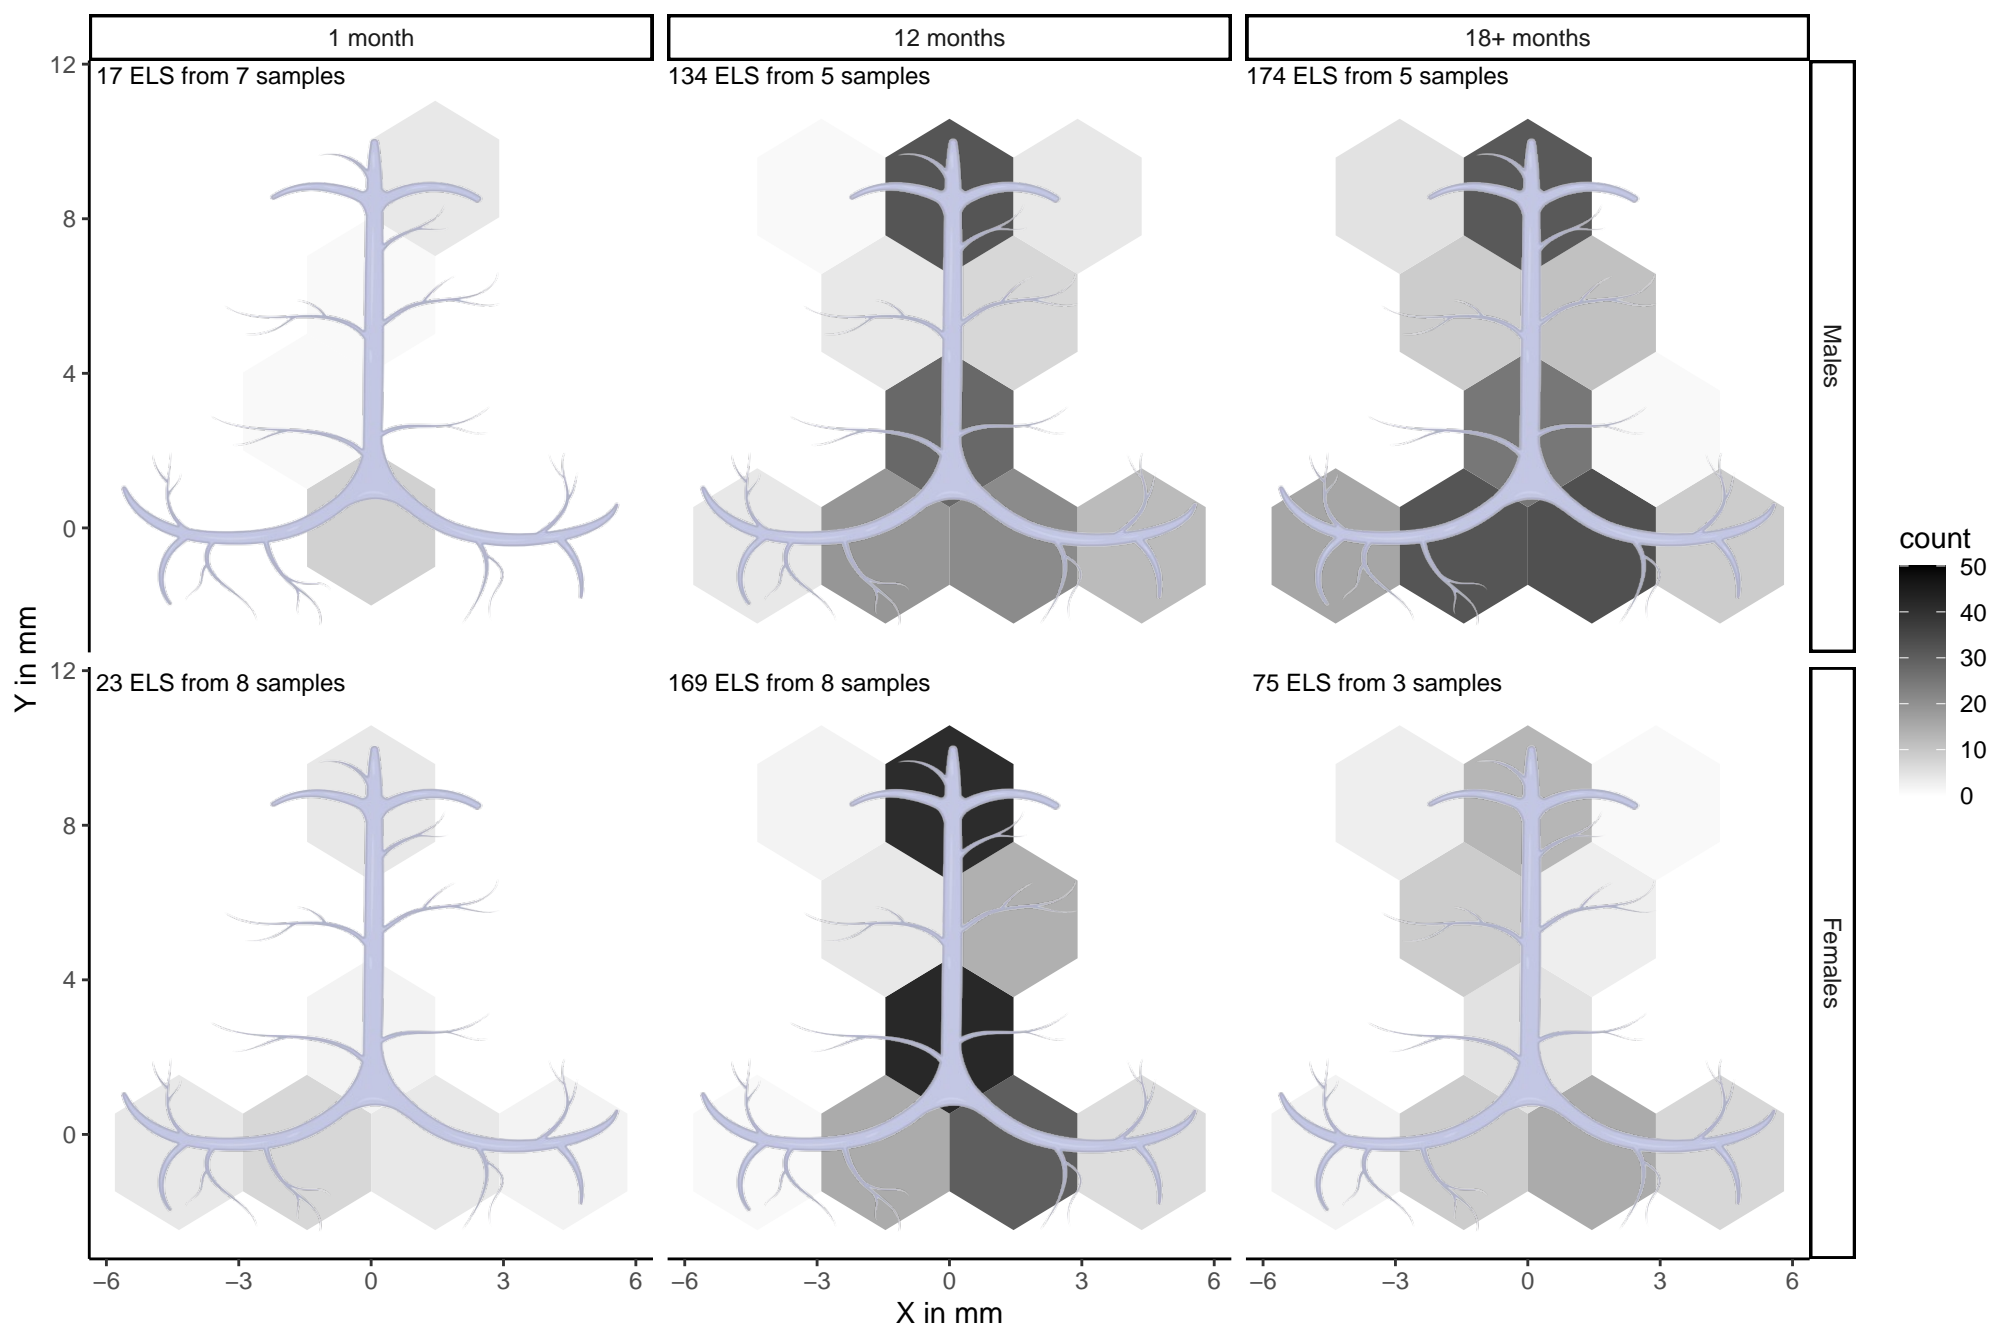 1 month
12 months
18+ months
17 ELS from 7 samples
134 ELS from 5 samples
174 ELS from 5 samples
12
8
4
0
Males
23 ELS from 8 samples
169 ELS from 8 samples
75 ELS from 3 samples
12
8
4
0
Females
Y in mm
−6
−3
0
3
6
−6
−3
0
3
6
−6
−3
0
3
6
X in mm
count
50
40
30
20
10
0